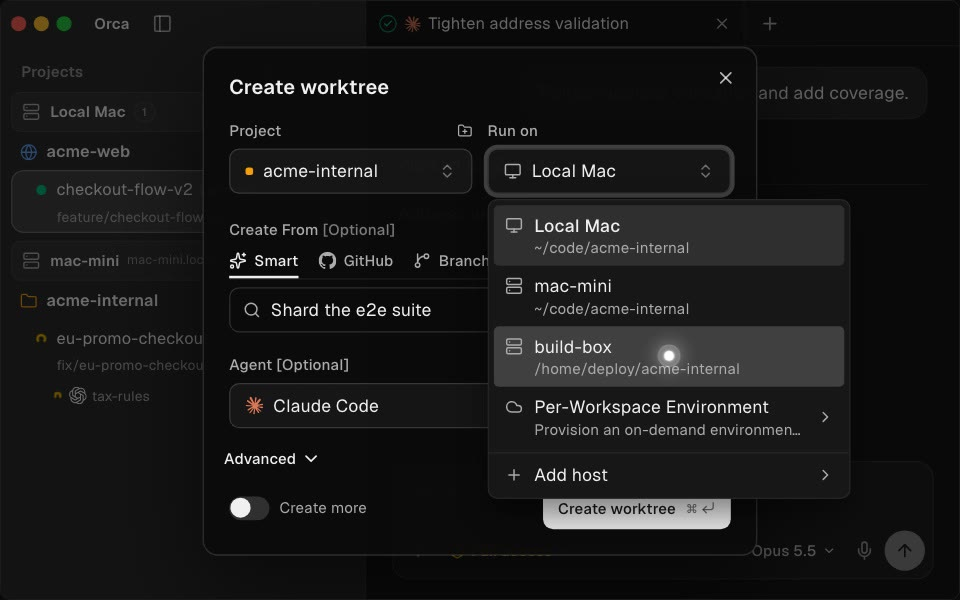 Orca
Tighten address validation
Projects
Local Mac 1
acme-web
checkout-flow-v2
feature/checkout-flow
mac-mini mac-mini.loc
acme-internal
eu-promo-checkou
fix/eu-promo-checkou
tax-rules
and add coverage.
Create worktree
Project
Run on
acme-internal
Local Mac
Create From [Optional]
Smart
GitHub
Branch
Shard the e2e suite
Agent [Optional]
Claude Code
Advanced
Create more
Local Mac
~/code/acme-internal
mac-mini
~/code/acme-internal
build-box
/home/deploy/acme-internal
Per-Workspace Environment
Provision an on-demand environmen…
Add host
Create worktree ⌘
Opus 5.5